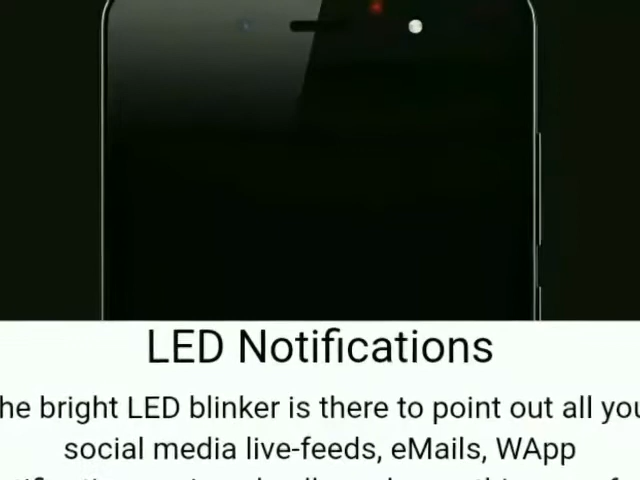 LED Notifications
he bright LED blinker is there to point out all you
social media live-feeds, eMails, WApp